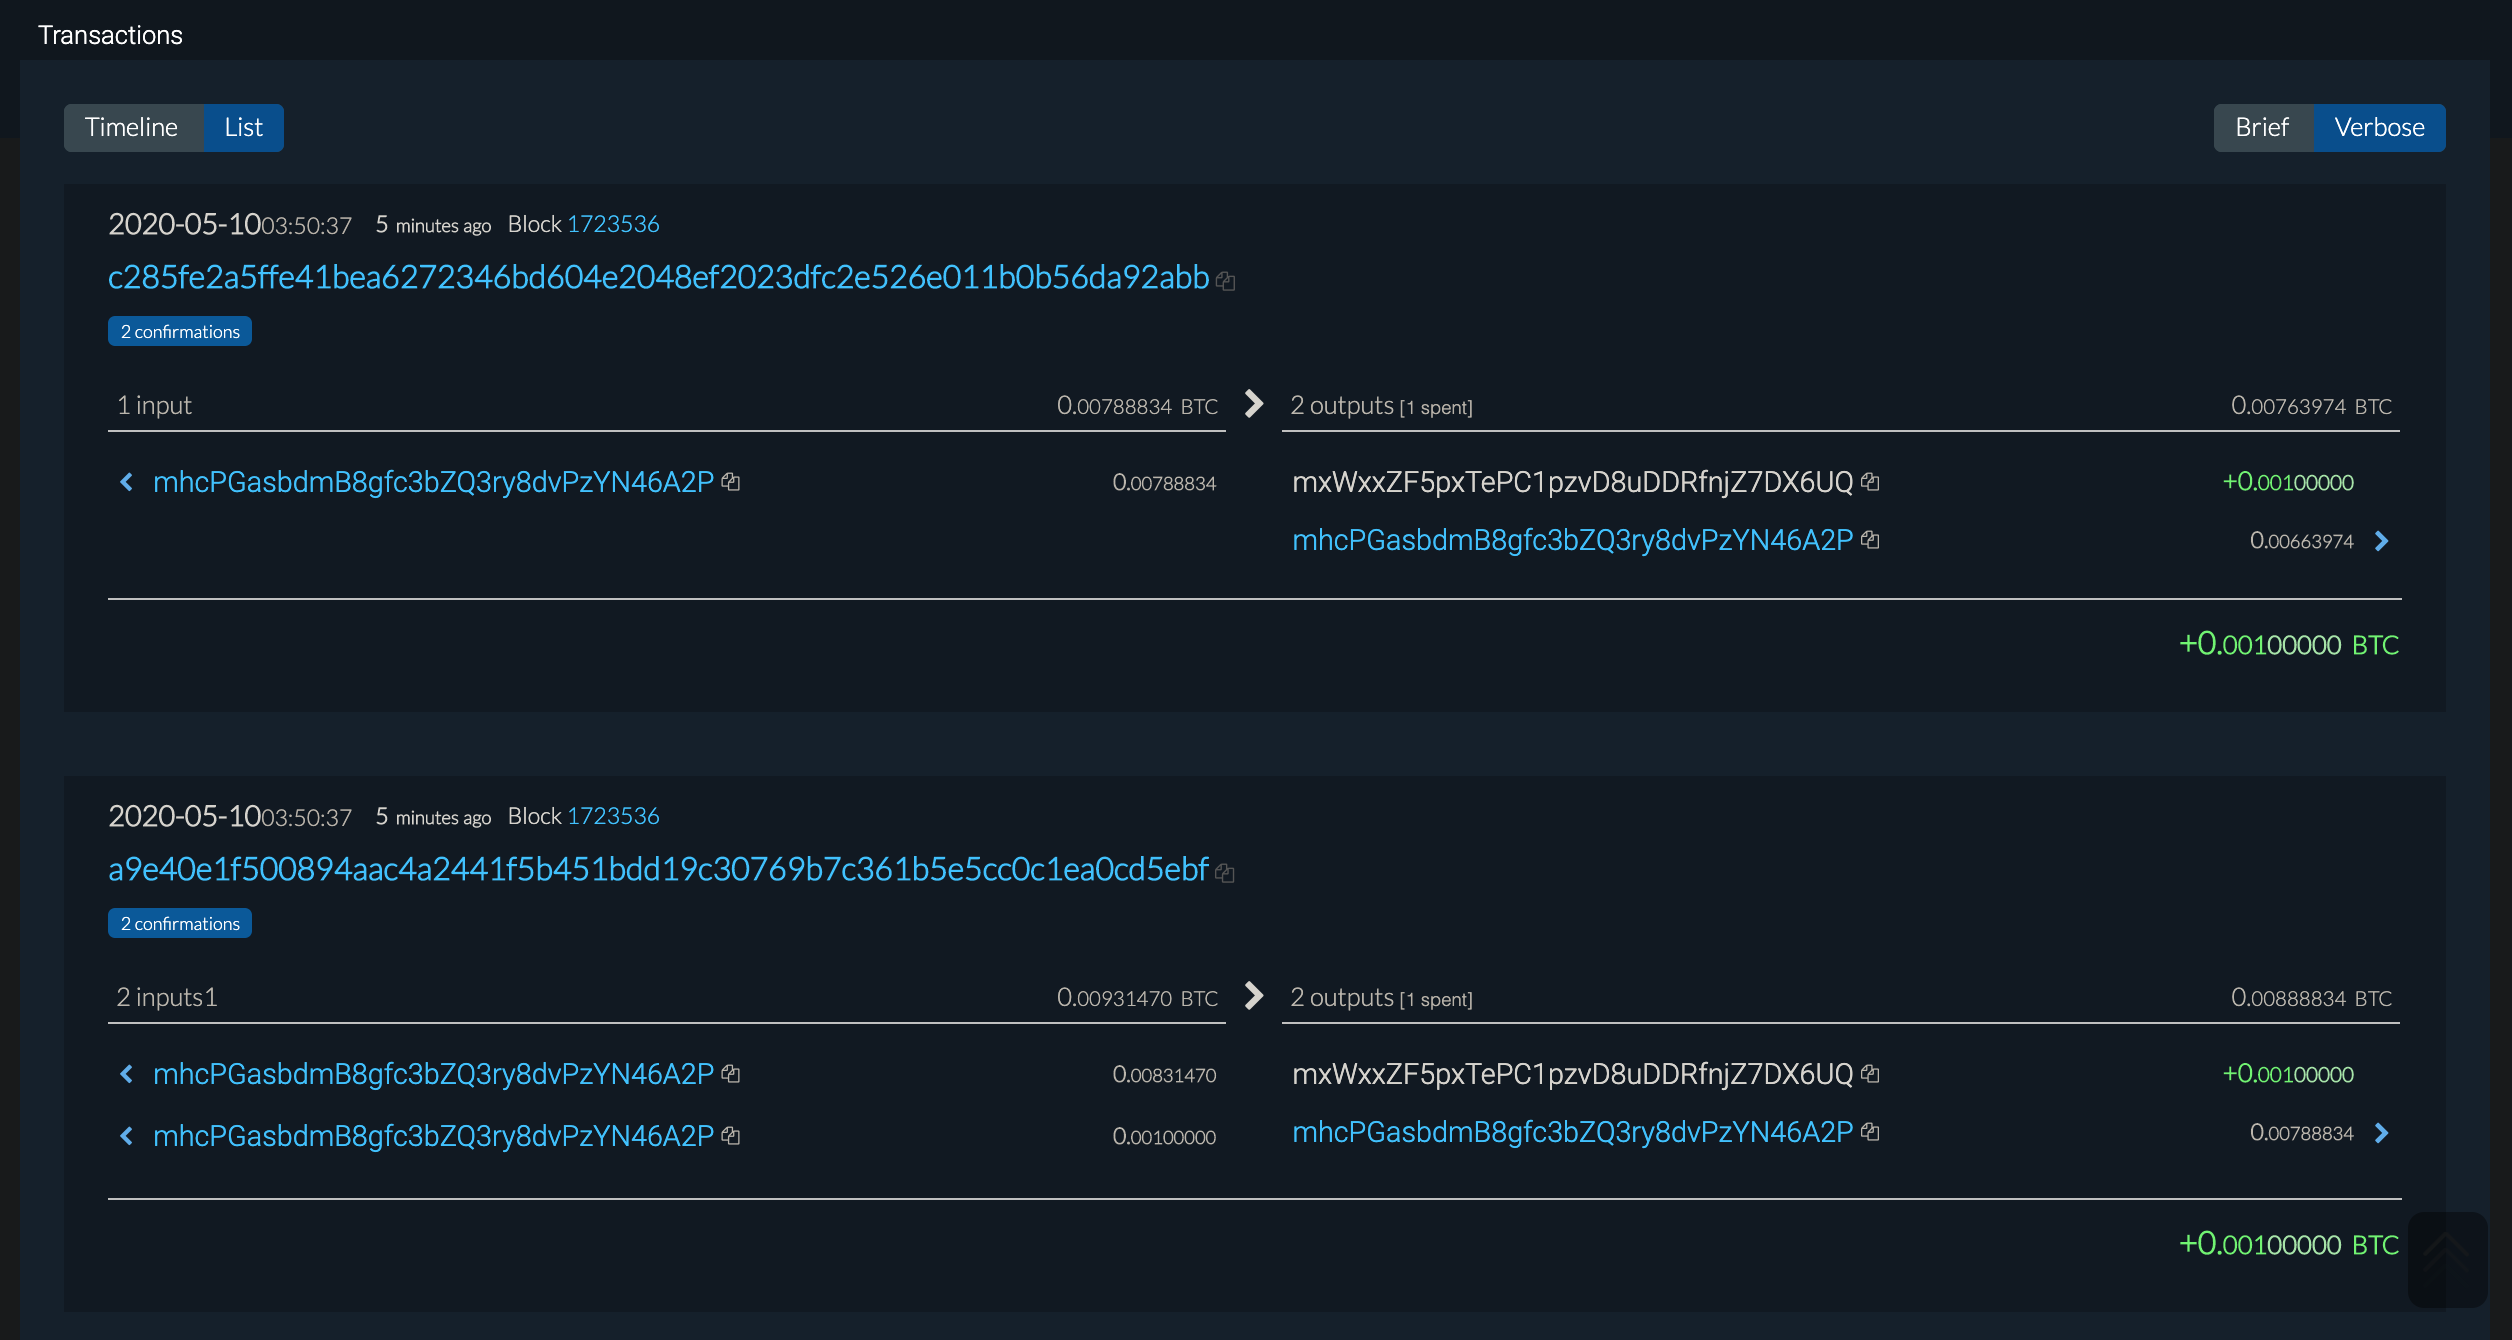 Transactions
Timeline List Brief Verbose
2020-05-10 03:50:37 5 minutes ago Block 1723536
c285fe2a5ffe41bea6272346bd604e2048ef2023dfc2e526e011b0b56da92abb
2 confirmations
1 input 0.00788834 BTC 2 outputs [1 spent] 0.00763974 BTC
mhcPGasbdmB8gfc3bZQ3ry8dvPzYN46A2P 0.00788834 mxWxxZF5pxTePC1pzvD8uDDRfnjZ7DX6UQ +0.00100000
mhcPGasbdmB8gfc3bZQ3ry8dvPzYN46A2P 0.00663974
+0.00100000 BTC
2020-05-10 03:50:37 5 minutes ago Block 1723536
a9e40e1f500894aac4a2441f5b451bdd19c30769b7c361b5e5cc0c1ea0cd5ebf
2 confirmations
2 inputs1 0.00931470 BTC 2 outputs [1 spent] 0.00888834 BTC
mhcPGasbdmB8gfc3bZQ3ry8dvPzYN46A2P 0.00831470 mxWxxZF5pxTePC1pzvD8uDDRfnjZ7DX6UQ +0.00100000
mhcPGasbdmB8gfc3bZQ3ry8dvPzYN46A2P 0.00100000 mhcPGasbdmB8gfc3bZQ3ry8dvPzYN46A2P 0.00788834
+0.00100000 BTC